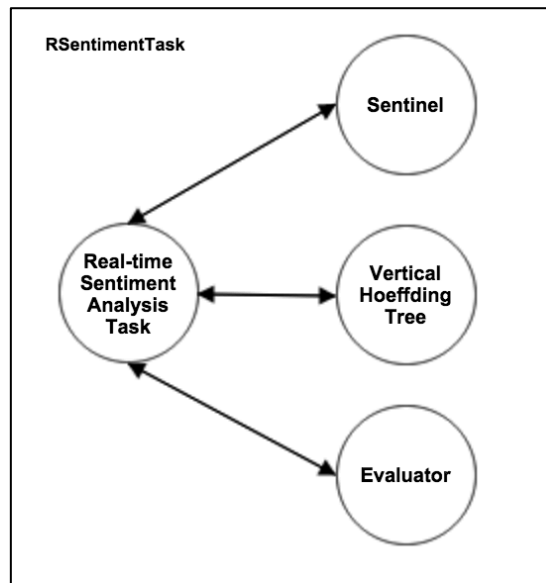 RSentimentTask
Sentinel
Real-time
Sentiment
Analysis
Task
Vertical
Hoeffding
Tree
Evaluator